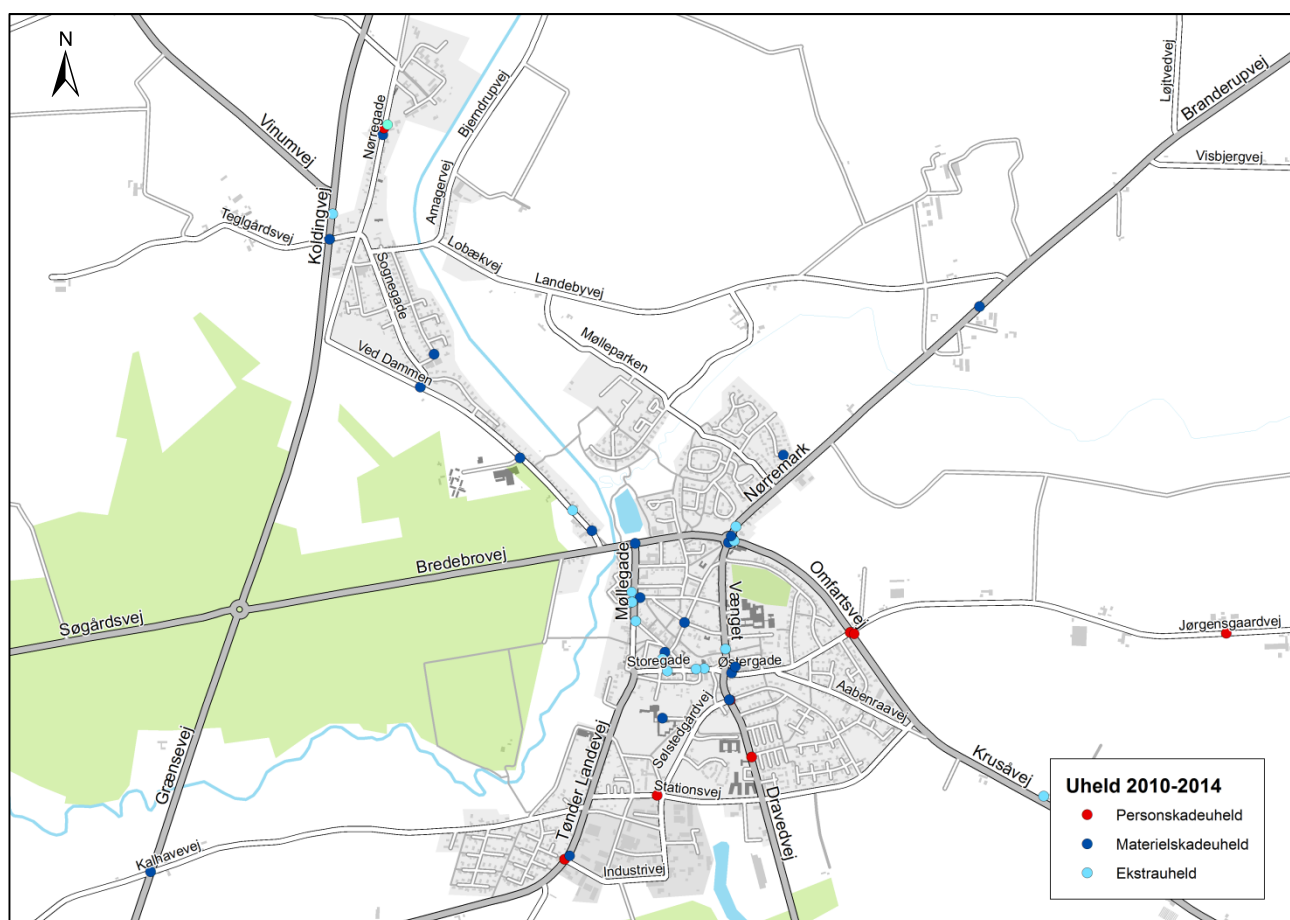 N
Løjtvedvej
Branderupvej
Visbjergvej
Vinumvej
Nørregade
Bjerndrupvej
Amagervej
Koldingvej
Teglgårdsvej
Lobækvej
Sognegade
Landebyvej
Mølleparken
Ved Dammen
Nørremark
Bredebrovej
Møllegade
Vænget
Omfartsvej
Søgårdsvej
Jørgensgaardvej
Storegade
Østergade
Aabenraavej
Sølstedgårdvej
Grænsevej
Tønder Landevej
Stationsvej
Dravedvej
Krusåvej
Kalhavevej
Industrivej
Uheld 2010-2014
Personskadeuheld
Materielskadeuheld
Ekstrauheld